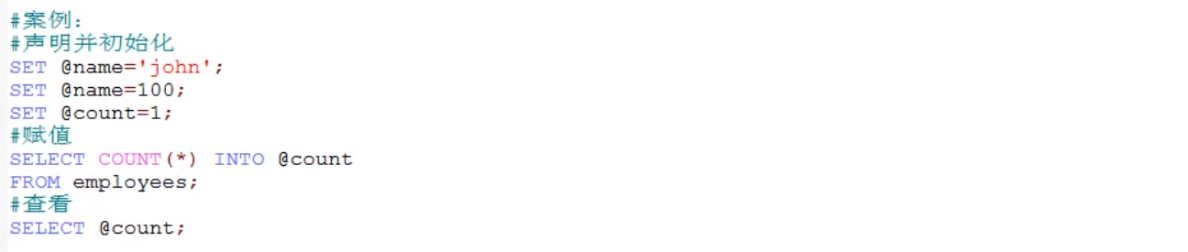 #案例：
#声明并初始化
SET @name='john';
SET @name=100;
SET @count=1;
#赋值
SELECT COUNT(*) INTO @count
FROM employees;
#查看
SELECT @count;